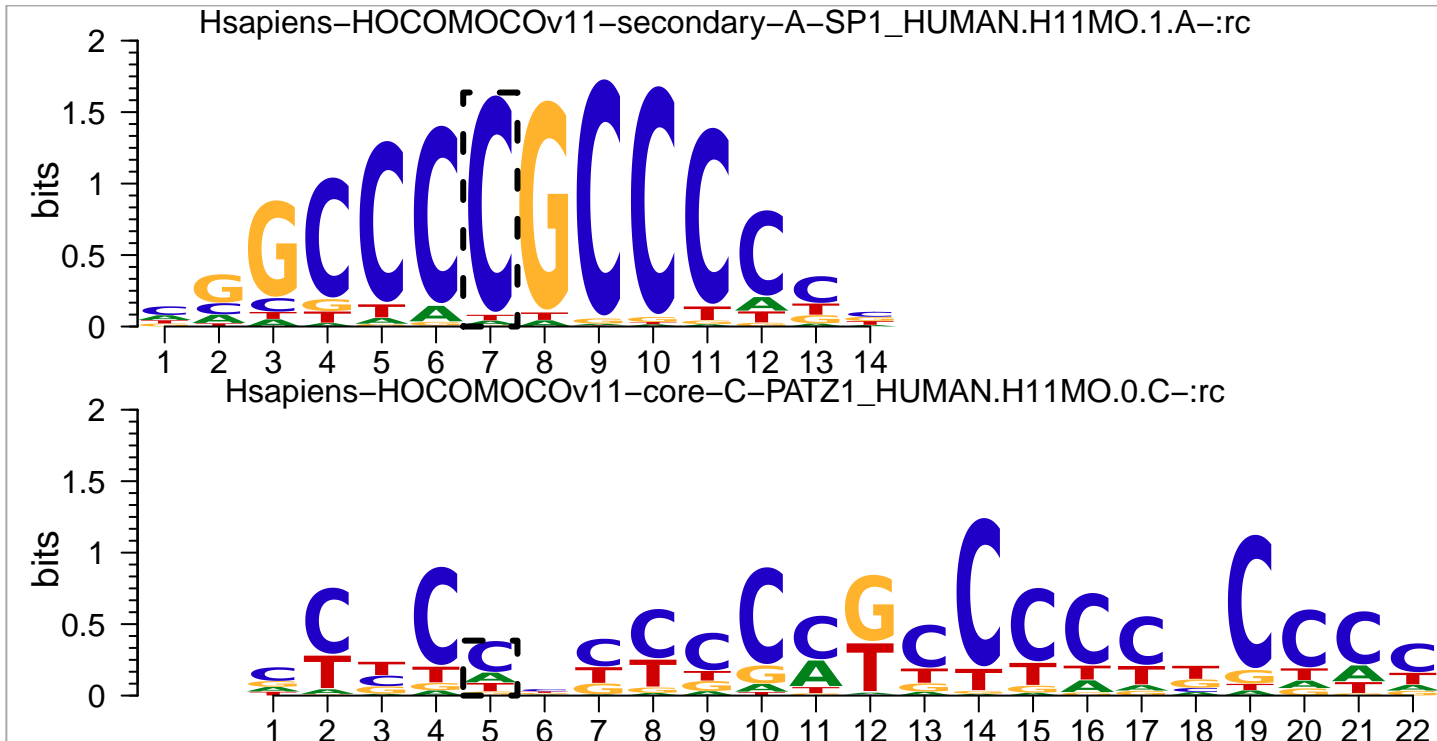 Hsapiens−HOCOMOCOv11−secondary−A−SP1_HUMAN.H11MO.1.A−:rc
2
1.5
1
0.5
0
bits
GCCCCGCCCC
1 2 3 4 5 6 7 8 9 10 11 12 13 14
Hsapiens−HOCOMOCOv11−core−C−PATZ1_HUMAN.H11MO.0.C−:rc
2
1.5
1
0.5
0
bits
1 2 3 4 5 6 7 8 9 10 11 12 13 14 15 16 17 18 19 20 21 22